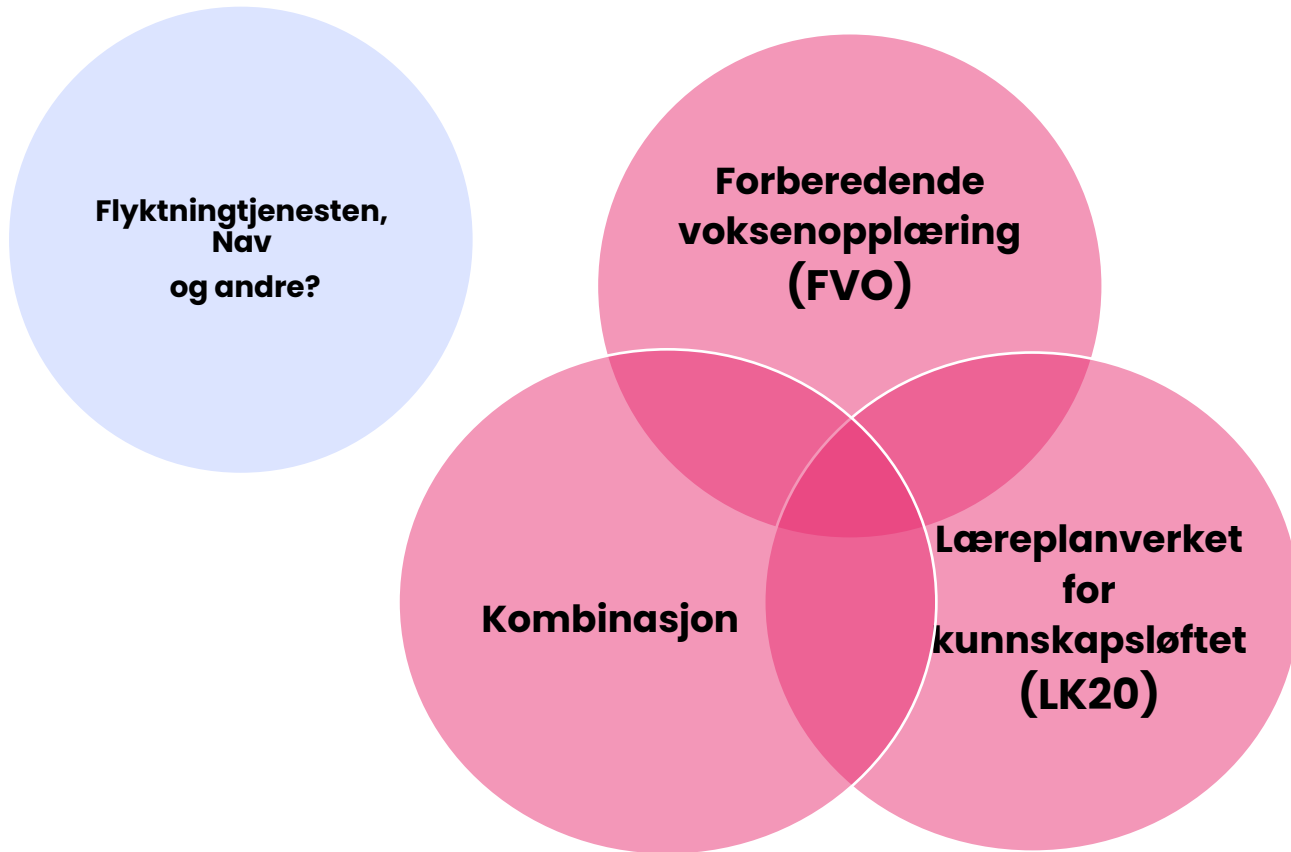 Flyktningtjenesten,
Nav
og andre?
Forberedende
voksenopplæring
(FVO)
Kombinasjon
Læreplanverket
for
kunnskapsløftet
(LK20)